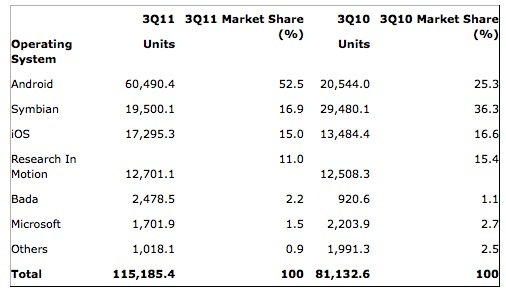 3Q11 3Q11 Market Share 3Q10 3Q10 Market Share
(%) (%)
Operating Units Units
System
Android 60,490.4 52.5 20,544.0 25.3
Symbian 19,500.1 16.9 29,480.1 36.3
iOS 17,295.3 15.0 13,484.4 16.6
Research In 11.0 15.4
Motion 12,701.1 12,508.3
Bada 2,478.5 2.2 920.6 1.1
Microsoft 1,701.9 1.5 2,203.9 2.7
Others 1,018.1 0.9 1,991.3 2.5
Total 115,185.4 100 81,132.6 100